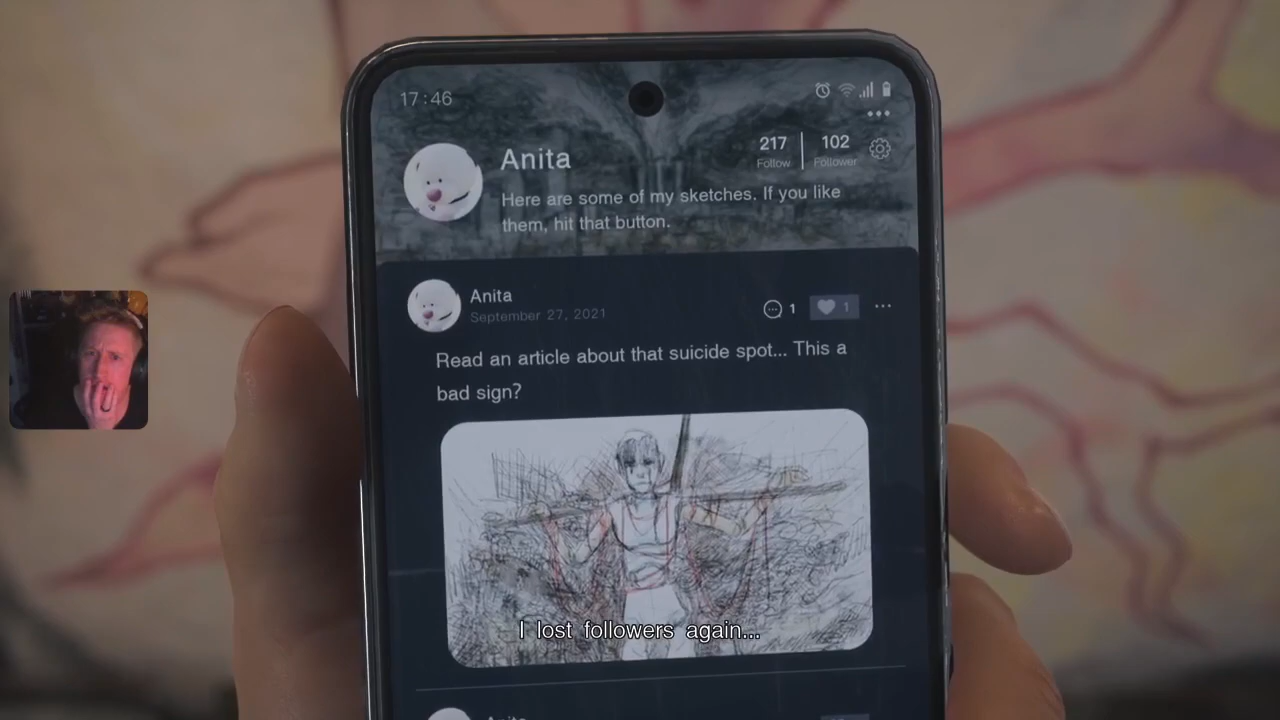 17:46
217
102
Follow
Follower
Anita
Here are some of my sketches. If you like
them, hit that button.
Anita
September 27, 2021
1
1
Read an article about that suicide spot... This a
bad sign?
I lost followers again...
Anita